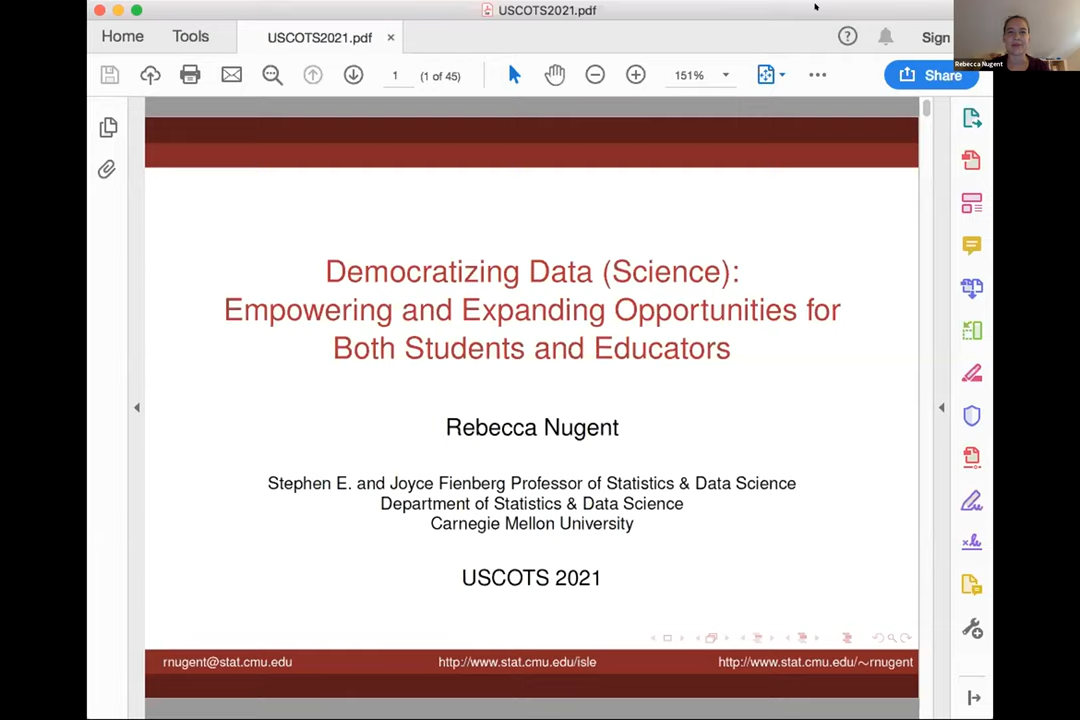 USCOTS2021.pdf
Home
Tools
USCOTS2021.pdf ×
Sign
Rebecca Nugent
1
(1 of 45)
151%
Share
Democratizing Data (Science):
Empowering and Expanding Opportunities for
Both Students and Educators
Rebecca Nugent
Stephen E. and Joyce Fienberg Professor of Statistics & Data Science
Department of Statistics & Data Science
Carnegie Mellon University
USCOTS 2021
rnugent@stat.cmu.edu
http://www.stat.cmu.edu/isle
http://www.stat.cmu.edu/~rnugent